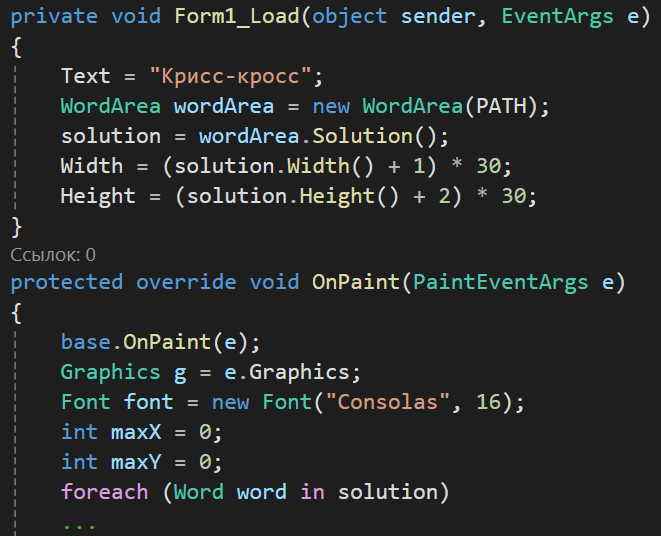 private void Form1_Load(object sender, EventArgs e)
{
Text = "Крисс-кросс";
WordArea wordArea = new WordArea(PATH);
solution = wordArea.Solution();
Width = (solution.Width() + 1) * 30;
Height = (solution.Height() + 2) * 30;
}
Ссылок: 0
protected override void OnPaint(PaintEventArgs e)
{
base.OnPaint(e);
Graphics g = e.Graphics;
Font font = new Font("Consolas", 16);
int maxX = 0;
int maxY = 0;
foreach (Word word in solution)
...